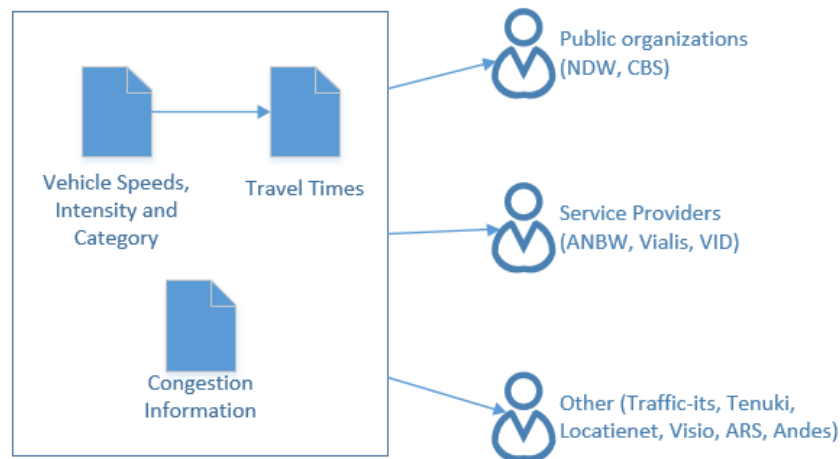 Public organizations
(NDW, CBS)
Vehicle Speeds,
Intensity and
Category
Travel Times
Service Providers
(ANBW, Vialis, VID)
Congestion
Information
Other (Traffic-its, Tenuki,
Locatienet, Visio, ARS, Andes)